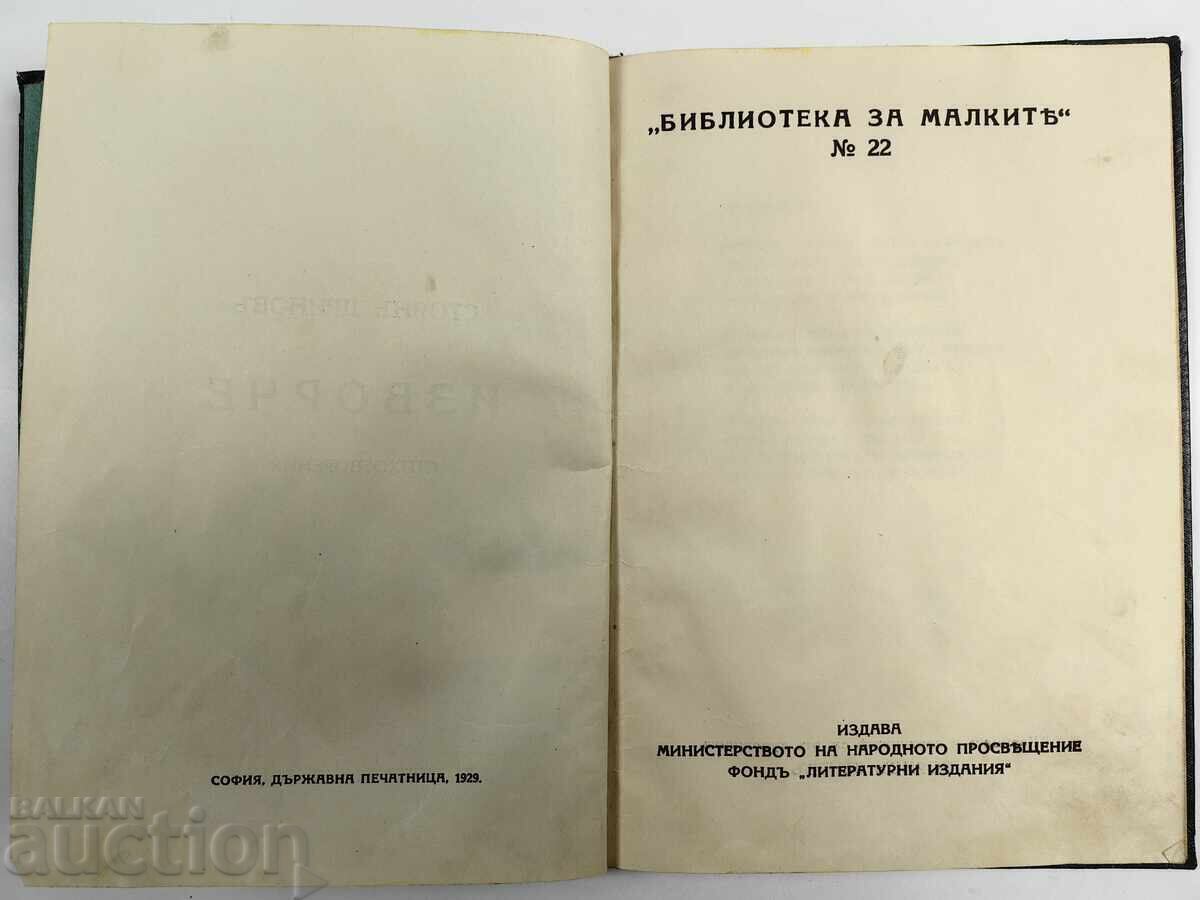 СОФИЯ, ДЪРЖАВНА ПЕЧАТНИЦА, 1929.
„БИБЛИОТЕКА ЗА МАЛКИТѢ“
№ 22
ИЗДАВА
МИНИСТЕРСТВОТО НА НАРОДНОТО ПРОСВѢЩЕНИЕ
ФОНДЪ „ЛИТЕРАТУРНИ ИЗДАНИЯ“
BALKAN
auction